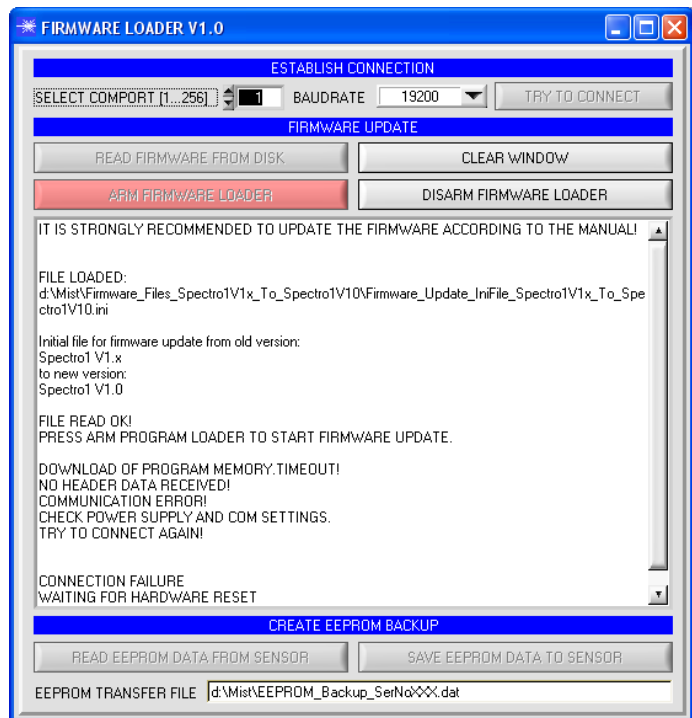 FIRMWARE LOADER V1.0
ESTABLISH CONNECTION
SELECT COMPORT [1...256] 1 BAUDRATE 19200 TRY TO CONNECT
FIRMWARE UPDATE
READ FIRMWARE FROM DISK CLEAR WINDOW
ARM FIRMWARE LOADER DISARM FIRMWARE LOADER
IT IS STRONGLY RECOMMENDED TO UPDATE THE FIRMWARE ACCORDING TO THE MANUAL!
FILE LOADED:
d:\Mist\Firmware_Files_Spectro1V1x_To_Spectro1V10\Firmware_Update_IniFile_Spectro1V1x_To_Spe
ctro1V10.ini
Initial file for firmware update from old version:
Spectro1 V1.x
to new version:
Spectro1 V1.0
FILE READ OK!
PRESS ARM PROGRAM LOADER TO START FIRMWARE UPDATE.
DOWNLOAD OF PROGRAM MEMORY.TIMEOUT!
NO HEADER DATA RECEIVED!
COMMUNICATION ERROR!
CHECK POWER SUPPLY AND COM SETTINGS.
TRY TO CONNECT AGAIN!
CONNECTION FAILURE
WAITING FOR HARDWARE RESET
CREATE EEPROM BACKUP
READ EEPROM DATA FROM SENSOR SAVE EEPROM DATA TO SENSOR
EEPROM TRANSFER FILE d:\Mist\EEPROM_Backup_SerNoXXX.dat